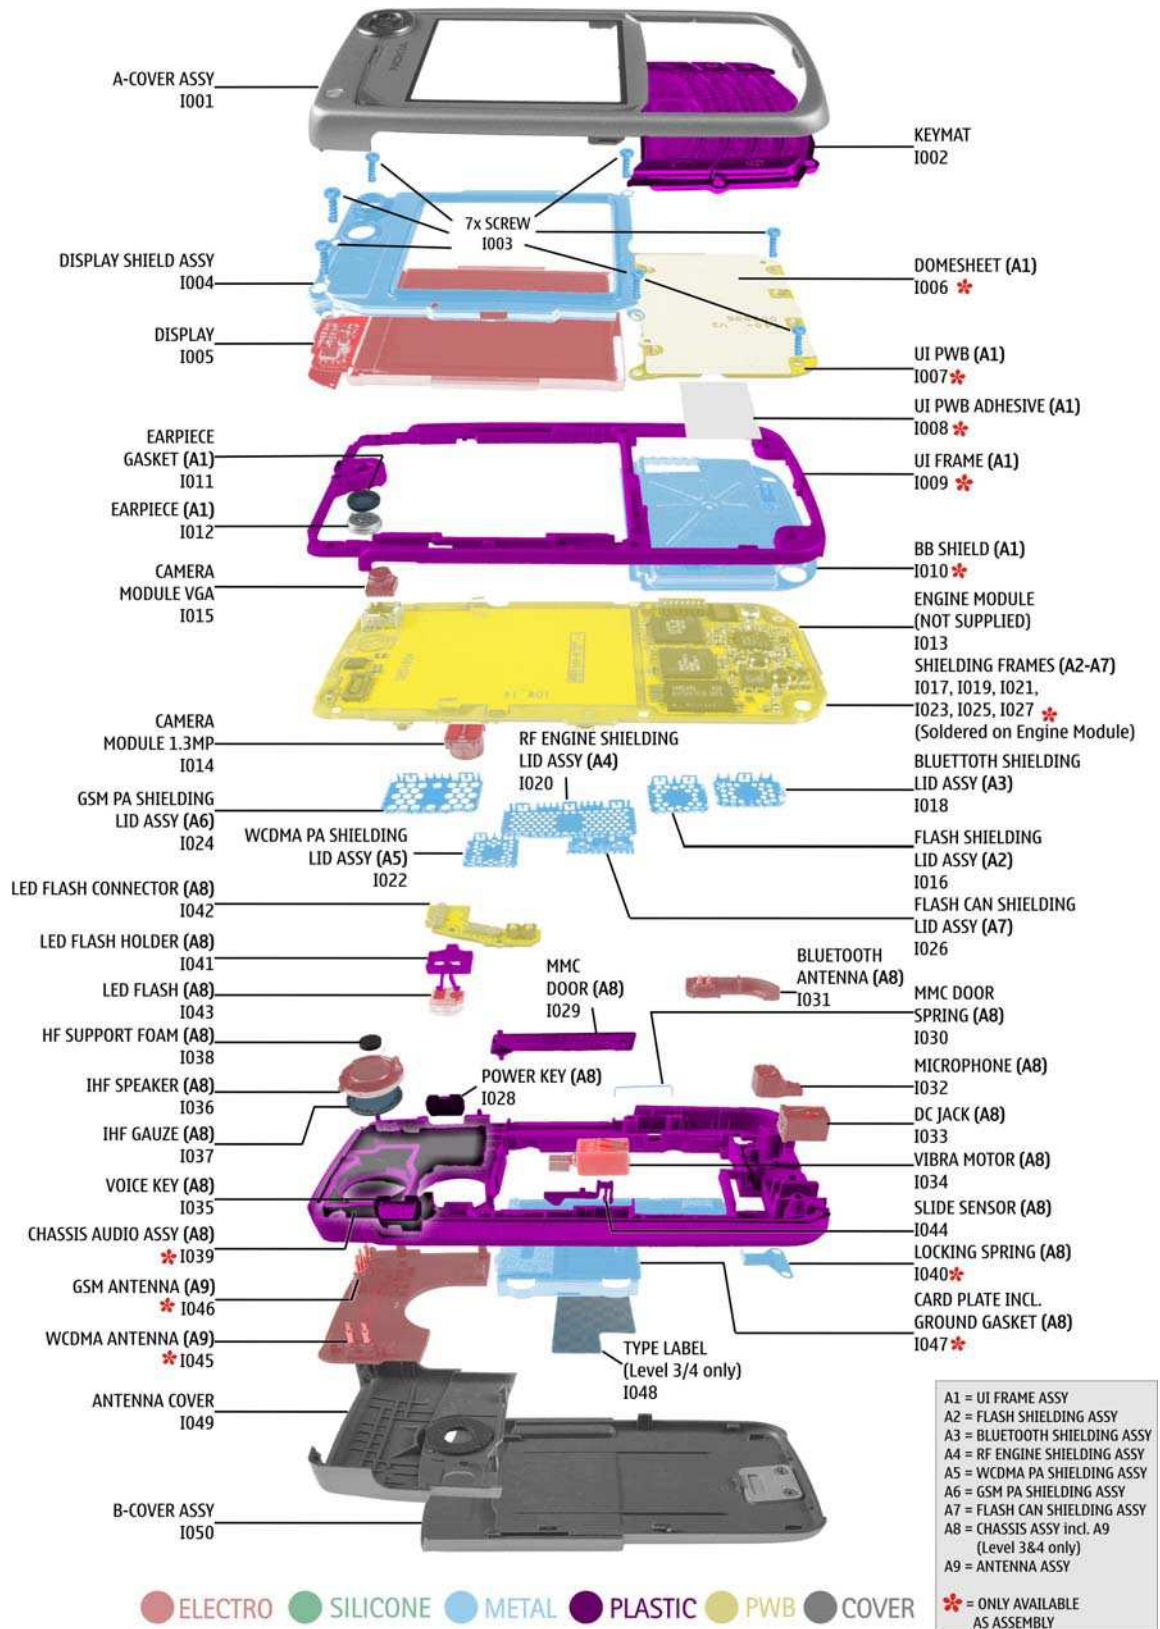 NOKIA
A-COVER ASSY
I001
KEYMAT
I002
7x SCREW
I003
DISPLAY SHIELD ASSY
I004
DOMESHEET (A1)
I006 *
DISPLAY
I005
UI PWB (A1)
I007 *
UI PWB ADHESIVE (A1)
I008 *
EARPIECE
GASKET (A1)
I011
UI FRAME (A1)
I009 *
EARPIECE (A1)
I012
BB SHIELD (A1)
I010 *
CAMERA
MODULE VGA
I015
ENGINE MODULE
(NOT SUPPLIED)
I013
SHIELDING FRAMES (A2-A7)
I017, I019, I021,
I023, I025, I027 *
(Soldered on Engine Module)
CAMERA
MODULE 1.3MP
I014
RF ENGINE SHIELDING
LID ASSY (A4)
I020
BLUETTOTH SHIELDING
LID ASSY (A3)
I018
GSM PA SHIELDING
LID ASSY (A6)
I024
WCDMA PA SHIELDING
LID ASSY (A5)
I022
FLASH SHIELDING
LID ASSY (A2)
I016
LED FLASH CONNECTOR (A8)
I042
FLASH CAN SHIELDING
LID ASSY (A7)
I026
LED FLASH HOLDER (A8)
I041
MMC
DOOR (A8)
I029
BLUETOOTH
ANTENNA (A8)
I031
LED FLASH (A8)
I043
MMC DOOR
SPRING (A8)
I030
HF SUPPORT FOAM (A8)
I038
MICROPHONE (A8)
I032
IHF SPEAKER (A8)
I036
POWER KEY (A8)
I028
DC JACK (A8)
I033
IHF GAUZE (A8)
I037
VIBRA MOTOR (A8)
I034
VOICE KEY (A8)
I035
SLIDE SENSOR (A8)
I044
CHASSIS AUDIO ASSY (A8)
* I039
LOCKING SPRING (A8)
I040 *
GSM ANTENNA (A9)
* I046
CARD PLATE INCL.
GROUND GASKET (A8)
I047 *
WCDMA ANTENNA (A9)
* I045
TYPE LABEL
(Level 3/4 only)
I048
ANTENNA COVER
I049
B-COVER ASSY
I050
A1 = UI FRAME ASSY
A2 = FLASH SHIELDING ASSY
A3 = BLUETOOTH SHIELDING ASSY
A4 = RF ENGINE SHIELDING ASSY
A5 = WCDMA PA SHIELDING ASSY
A6 = GSM PA SHIELDING ASSY
A7 = FLASH CAN SHIELDING ASSY
A8 = CHASSIS ASSY incl. A9
(Level 3&4 only)
A9 = ANTENNA ASSY
* = ONLY AVAILABLE
AS ASSEMBLY
ELECTRO SILICONE METAL PLASTIC PWB COVER